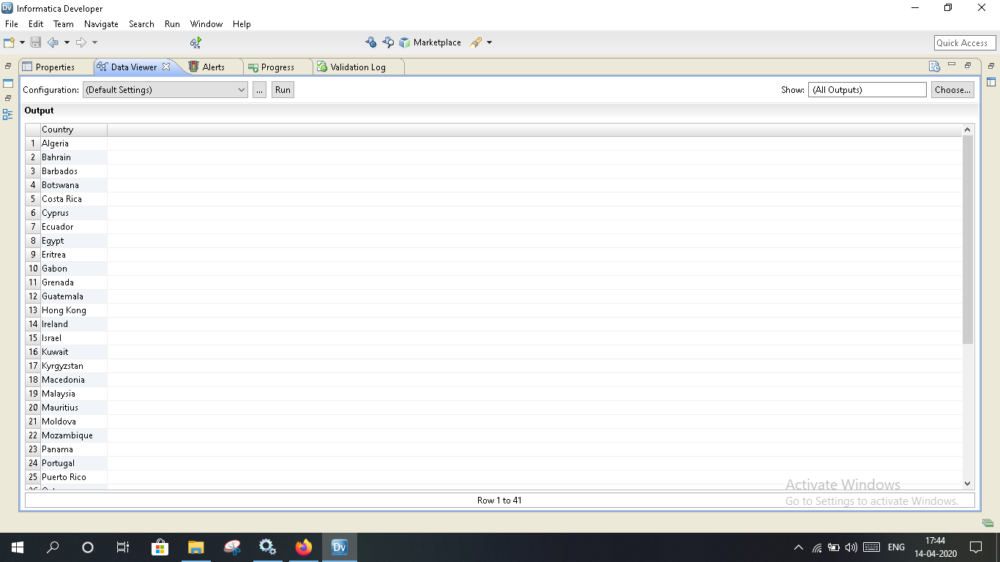 Dv Informatica Developer
File Edit Team Navigate Search Run Window Help
Marketplace Quick Access
Properties Data Viewer Alerts Progress Validation Log
Configuration: (Default Settings) ... Run Show: (All Outputs) Choose...
Output
Country
1 Algeria
2 Bahrain
3 Barbados
4 Botswana
5 Costa Rica
6 Cyprus
7 Ecuador
8 Egypt
9 Eritrea
10 Gabon
11 Grenada
12 Guatemala
13 Hong Kong
14 Ireland
15 Israel
16 Kuwait
17 Kyrgyzstan
18 Macedonia
19 Malaysia
20 Mauritius
21 Moldova
22 Mozambique
23 Panama
24 Portugal
25 Puerto Rico
Row 1 to 41
Activate Windows
Go to Settings to activate Windows.
Dv ENG 17:44
14-04-2020